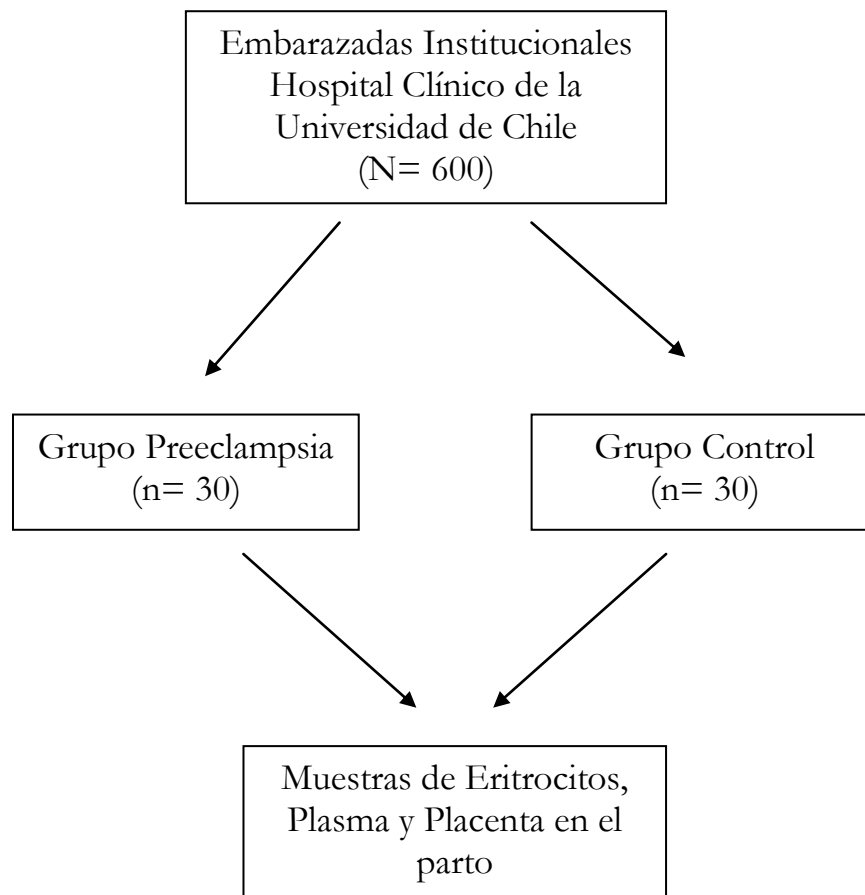 Embarazadas Institucionales
Hospital Clínico de la
Universidad de Chile
(N= 600)
Grupo Preeclampsia
(n= 30)
Grupo Control
(n= 30)
Muestras de Eritrocitos,
Plasma y Placenta en el
parto